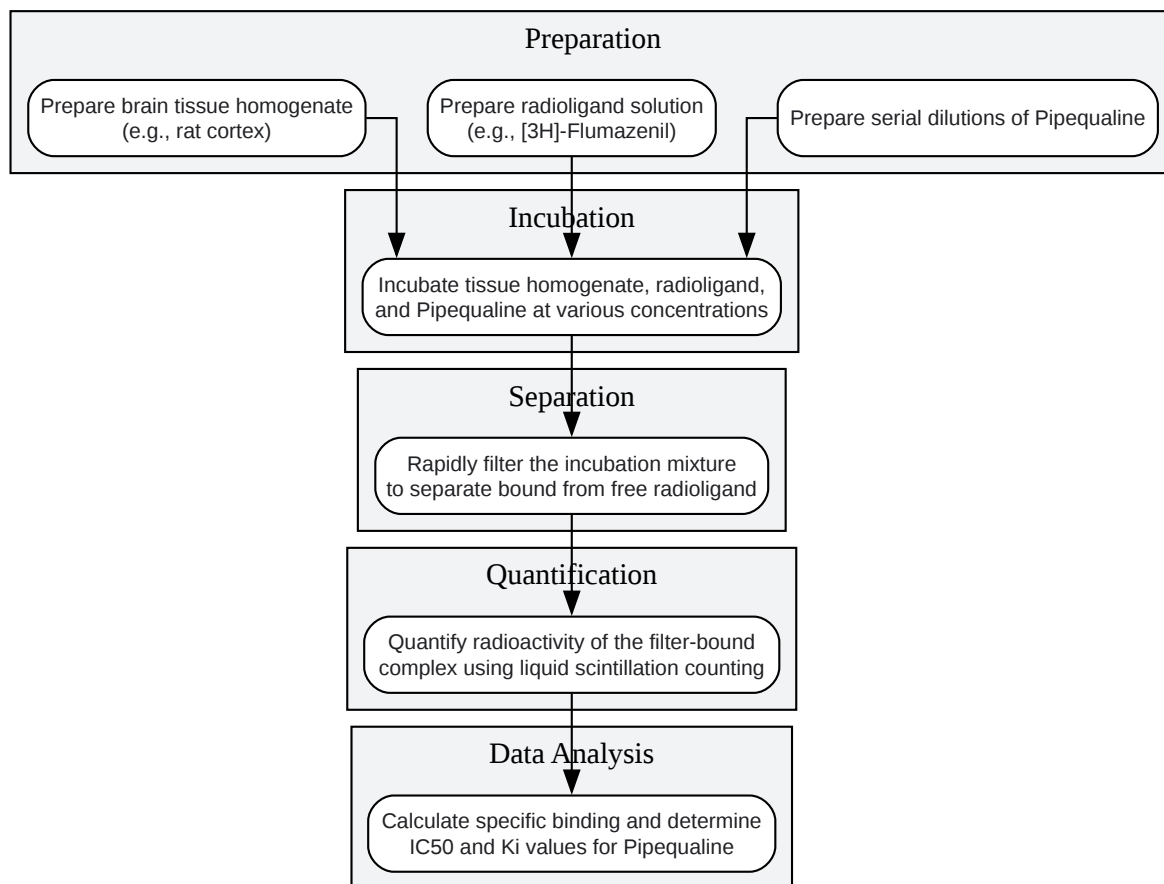 Preparation
Prepare brain tissue homogenate
(e.g., rat cortex)
Prepare radioligand solution
(e.g., [3H]-Flumazenil)
Prepare serial dilutions of Pipequaline
Incubation
Incubate tissue homogenate, radioligand,
and Pipequaline at various concentrations
Separation
Rapidly filter the incubation mixture
to separate bound from free radioligand
Quantification
Quantify radioactivity of the filter-bound
complex using liquid scintillation counting
Data Analysis
Calculate specific binding and determine
IC50 and Ki values for Pipequaline